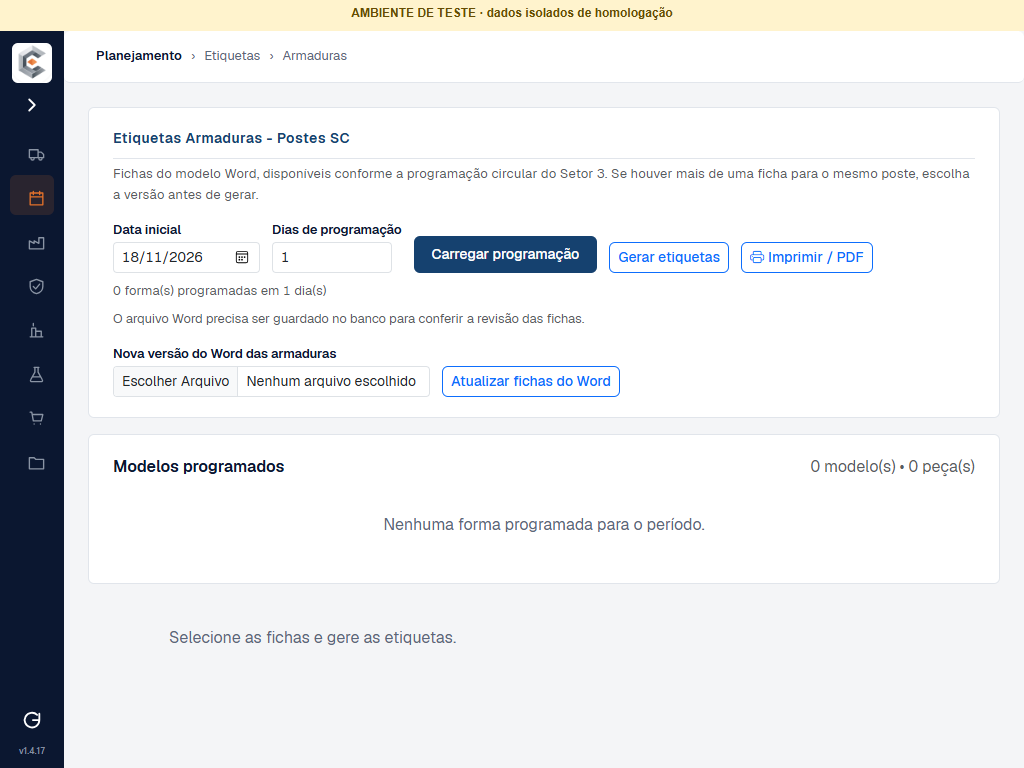 AMBIENTE DE TESTE · dados isolados de homologação
Planejamento › Etiquetas › Armaduras
Etiquetas Armaduras - Postes SC
Fichas do modelo Word, disponíveis conforme a programação circular do Setor 3. Se houver mais de uma ficha para o mesmo poste, escolha
a versão antes de gerar.
Data inicial
Dias de programação
18/11/2026
1
Carregar programação
Gerar etiquetas
Imprimir / PDF
0 forma(s) programadas em 1 dia(s)
O arquivo Word precisa ser guardado no banco para conferir a revisão das fichas.
Nova versão do Word das armaduras
Escolher Arquivo
Nenhum arquivo escolhido
Atualizar fichas do Word
Modelos programados
0 modelo(s) • 0 peça(s)
Nenhuma forma programada para o período.
Selecione as fichas e gere as etiquetas.
v1.4.17